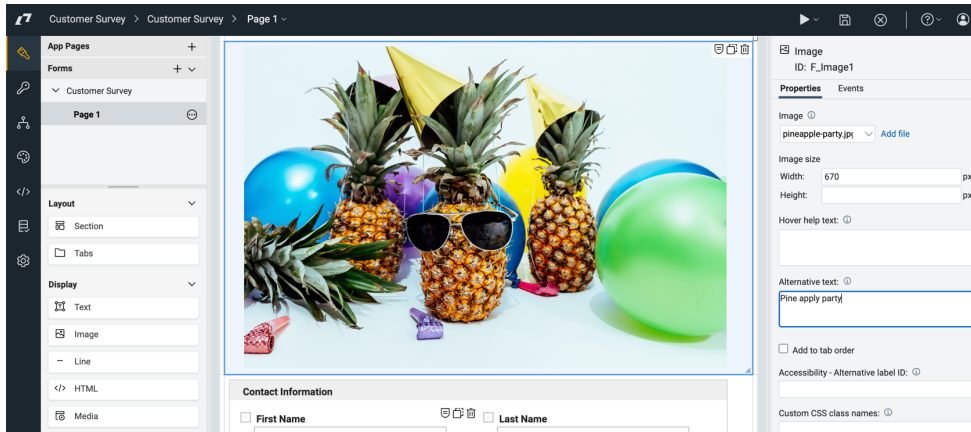 Customer Survey > Customer Survey > Page 1
App Pages
Forms
Customer Survey
Page 1
Layout
Section
Tabs
Display
Text
Image
Line
HTML
Media
Contact Information
First Name
Last Name
Image
ID: F_Image1
Properties Events
Image
pineapple-party.jpg Add file
Image size
Width: 670 px
Height: px
Hover help text:
Alternative text:
Pine apply party
Add to tab order
Accessibility - Alternative label ID:
Custom CSS class names: